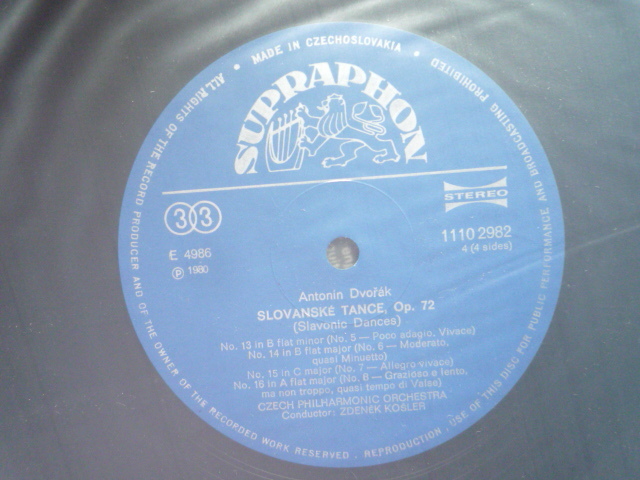 ALL RIGHTS OF THE RECORD PRODUCER AND OF THE OWNER OF THE RECORDED WORK RESERVED . REPRODUCTION . USE OF THIS DISC FOR PUBLIC PERFORMANCE AND BROADCASTING PROHIBITED
• MADE IN CZECHOSLOVAKIA •
SUPRAPHON
33
STEREO
E 4986
1110 2982
℗ 1980
4 (4 sides)
Antonín Dvořák
SLOVANSKÉ TANCE, Op. 72
(Slavonic Dances)
No. 13 in B flat minor (No. 5 — Poco adagio. Vivace)
No. 14 in B flat major (No. 6 — Moderato,
quasi Minuetto)
No. 15 in C major (No. 7 — Allegro vivace)
No. 16 in A flat major (No. 8 — Grazioso e lento,
ma non troppo, quasi tempo di Valse)
CZECH PHILHARMONIC ORCHESTRA
Conductor: ZDENĚK KOŠLER